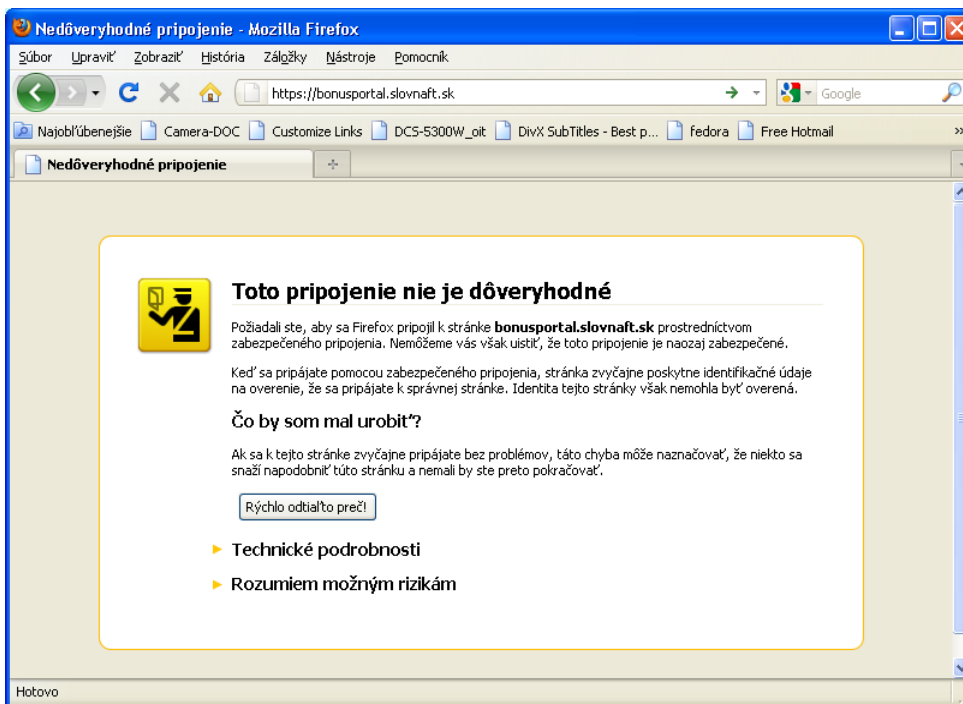 Nedôveryhodné pripojenie - Mozilla Firefox
Súbor Upraviť Zobraziť História Záložky Nástroje Pomocník
https://bonusportal.slovnaft.sk Google
Najobľúbenejšie Camera-DOC Customize Links DCS-5300W_oit DivX SubTitles - Best p... fedora Free Hotmail »
Nedôveryhodné pripojenie
Toto pripojenie nie je dôveryhodné
Požiadali ste, aby sa Firefox pripojil k stránke bonusportal.slovnaft.sk prostredníctvom
zabezpečeného pripojenia. Nemôžeme vás však uistiť, že toto pripojenie je naozaj zabezpečené.
Keď sa pripájate pomocou zabezpečeného pripojenia, stránka zvyčajne poskytne identifikačné údaje
na overenie, že sa pripájate k správnej stránke. Identita tejto stránky však nemohla byť overená.
Čo by som mal urobiť?
Ak sa k tejto stránke zvyčajne pripájate bez problémov, táto chyba môže naznačovať, že niekto sa
snaží napodobniť túto stránku a nemali by ste preto pokračovať.
Rýchlo odtiaľto preč!
Technické podrobnosti
Rozumiem možným rizikám
Hotovo